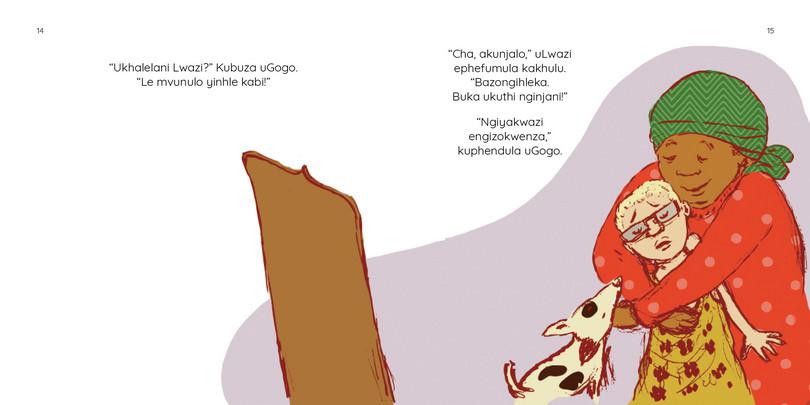 14
“Ukhalelani Lwazi?” Kubuza uGogo.
“Le mvunulo yinhle kabi!”
15
“Cha, akunjalo,” uLwazi
ephefumula kakhulu.
“Bazongihleka.
Buka ukuthi nginjani!”
“Ngiyakwazi
engizokwenza,”
kuphendula uGogo.